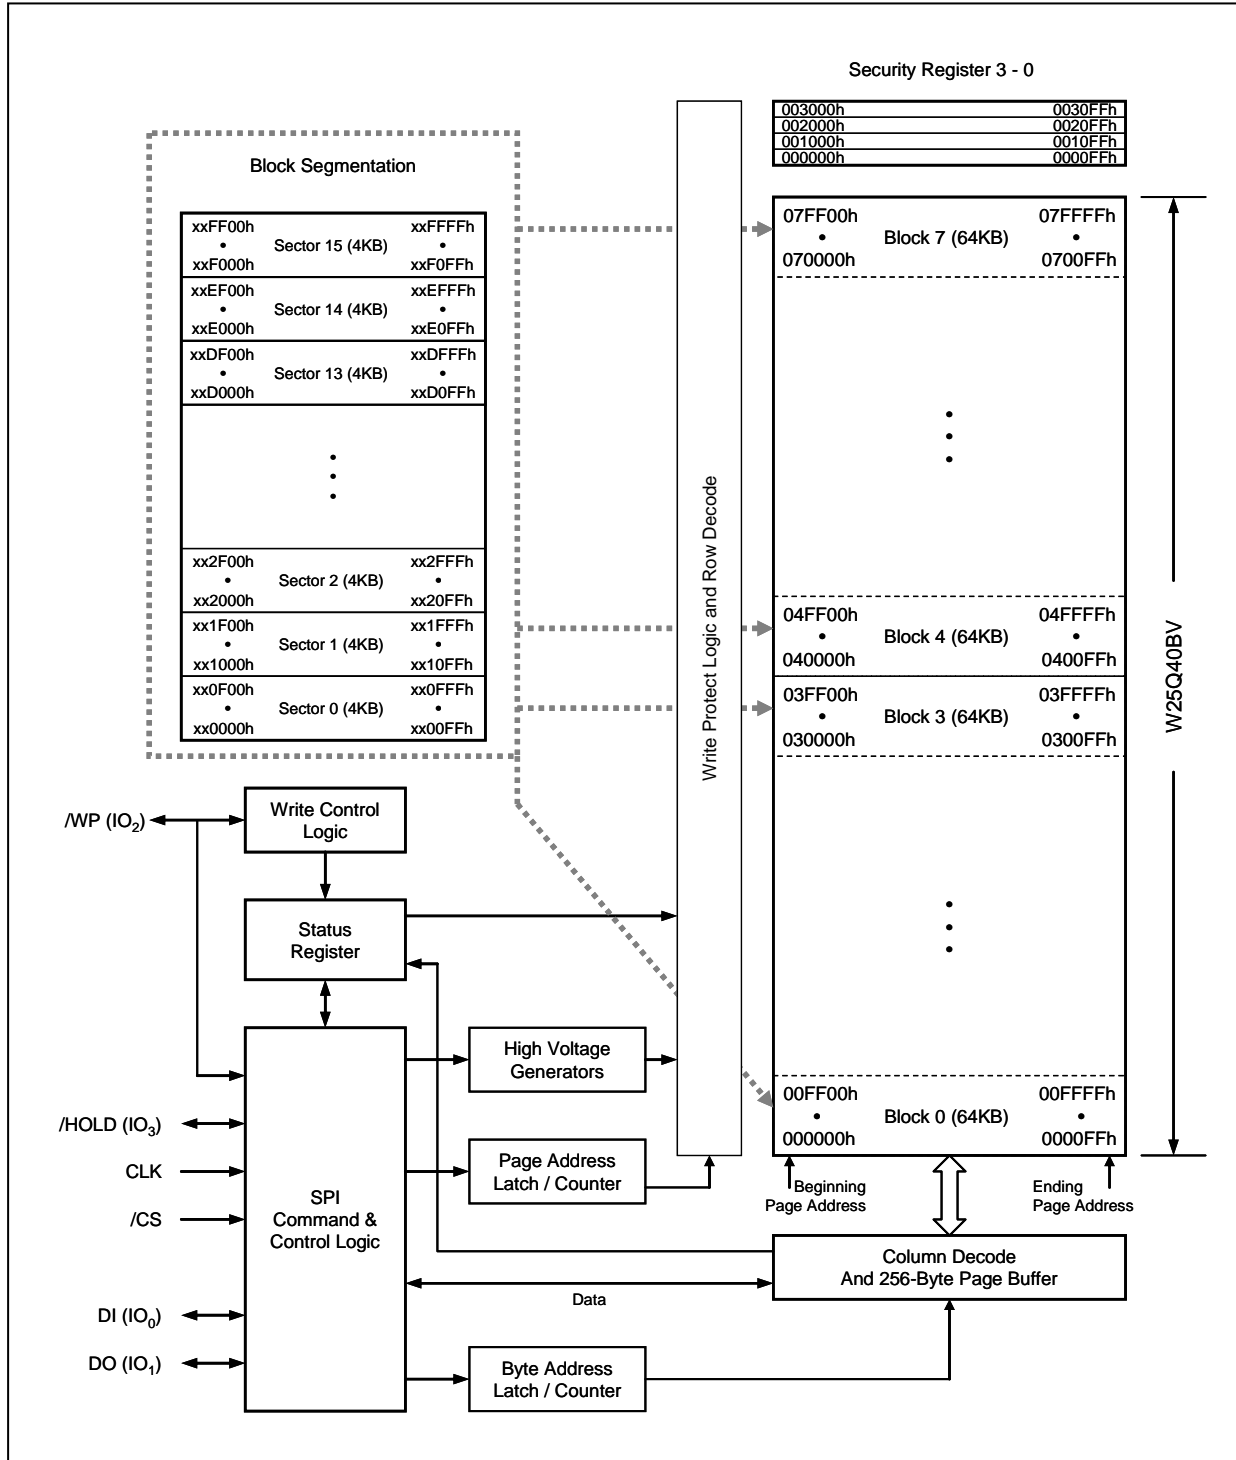 Security Register 3 - 0
003000h 0030FFh
002000h 0020FFh
001000h 0010FFh
000000h 0000FFh
Block Segmentation
xxFF00h xxFFFFh
• Sector 15 (4KB) •
xxF000h xxF0FFh
xxEF00h xxEFFFh
• Sector 14 (4KB) •
xxE000h xxE0FFh
xxDF00h xxDFFFh
• Sector 13 (4KB) •
xxD000h xxD0FFh
xx2F00h xx2FFFh
• Sector 2 (4KB) •
xx2000h xx20FFh
xx1F00h xx1FFFh
• Sector 1 (4KB) •
xx1000h xx10FFh
xx0F00h xx0FFFh
• Sector 0 (4KB) •
xx0000h xx00FFh
Write Protect Logic and Row Decode
07FF00h 07FFFFh
• Block 7 (64KB) •
070000h 0700FFh
04FF00h 04FFFFh
• Block 4 (64KB) •
040000h 0400FFh
03FF00h 03FFFFh
• Block 3 (64KB) •
030000h 0300FFh
00FF00h 00FFFFh
• Block 0 (64KB) •
000000h 0000FFh
W25Q40BV
Beginning
Page Address
Ending
Page Address
Column Decode
And 256-Byte Page Buffer
/WP (IO2)
Write Control
Logic
Status
Register
High Voltage
Generators
/HOLD (IO3)
CLK
/CS
Page Address
Latch / Counter
SPI
Command &
Control Logic
Data
DI (IO0)
DO (IO1)
Byte Address
Latch / Counter